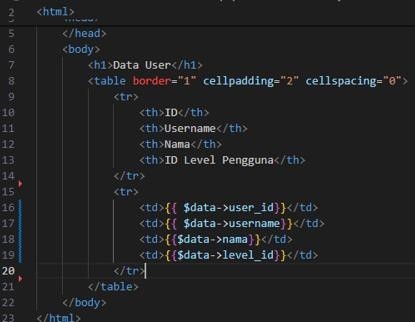 2 <html>
5 </head>
6 <body>
7 <h1>Data User</h1>
8 <table border="1" cellpadding="2" cellspacing="0">
9 <tr>
10 <th>ID</th>
11 <th>Username</th>
12 <th>Nama</th>
13 <th>ID Level Pengguna</th>
14 </tr>
15 <tr>
16 <td>{{ $data->user_id}}</td>
17 <td>{{ $data->username}}</td>
18 <td>{{$data->nama}}</td>
19 <td>{{$data->level_id}}</td>
20 </tr>
21 </table>
22 </body>
23 </html>